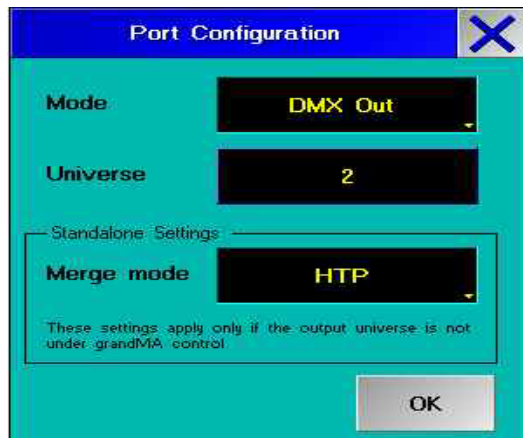 Port Configuration
Mode
DMX Out
Universe
2
Standalone Settings
Merge mode
HTP
These settings apply only if the output universe is not
under grandMA control
OK